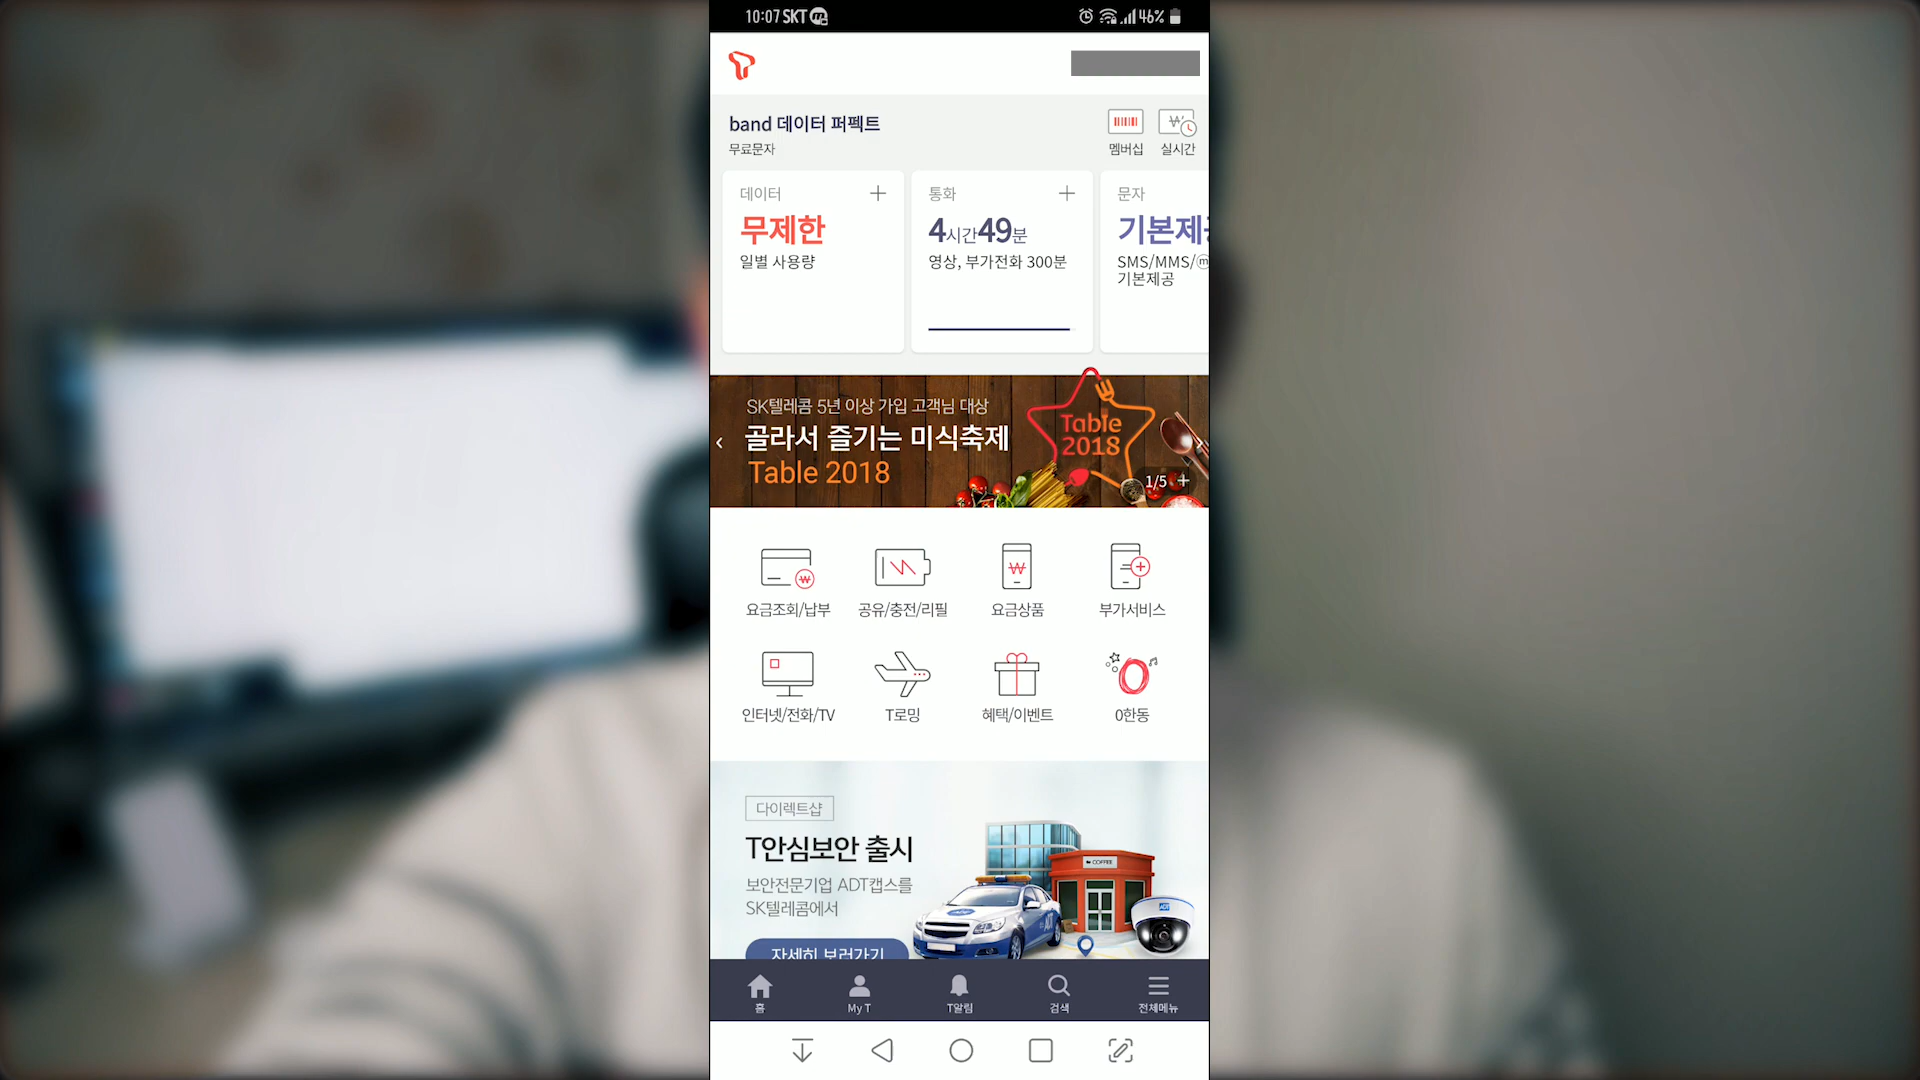 10:07 SKT
46%
band 데이터 퍼펙트
무료문자
멤버십
실시간
데이터
무제한
일별 사용량
통화
4시간49분
영상, 부가전화 300분
문자
기본제공
SMS/MMS/ⓜ
기본제공
SK텔레콤 5년 이상 가입 고객님 대상
골라서 즐기는 미식축제
Table 2018
Table
2018
1/5
요금조회/납부
공유/충전/리필
요금상품
부가서비스
인터넷/전화/TV
T로밍
혜택/이벤트
0한동
다이렉트샵
T안심보안 출시
보안전문기업 ADT캡스를
SK텔레콤에서
자세히 보러가기
COFFEE
ADT
ADT
홈
My T
T알림
검색
전체메뉴